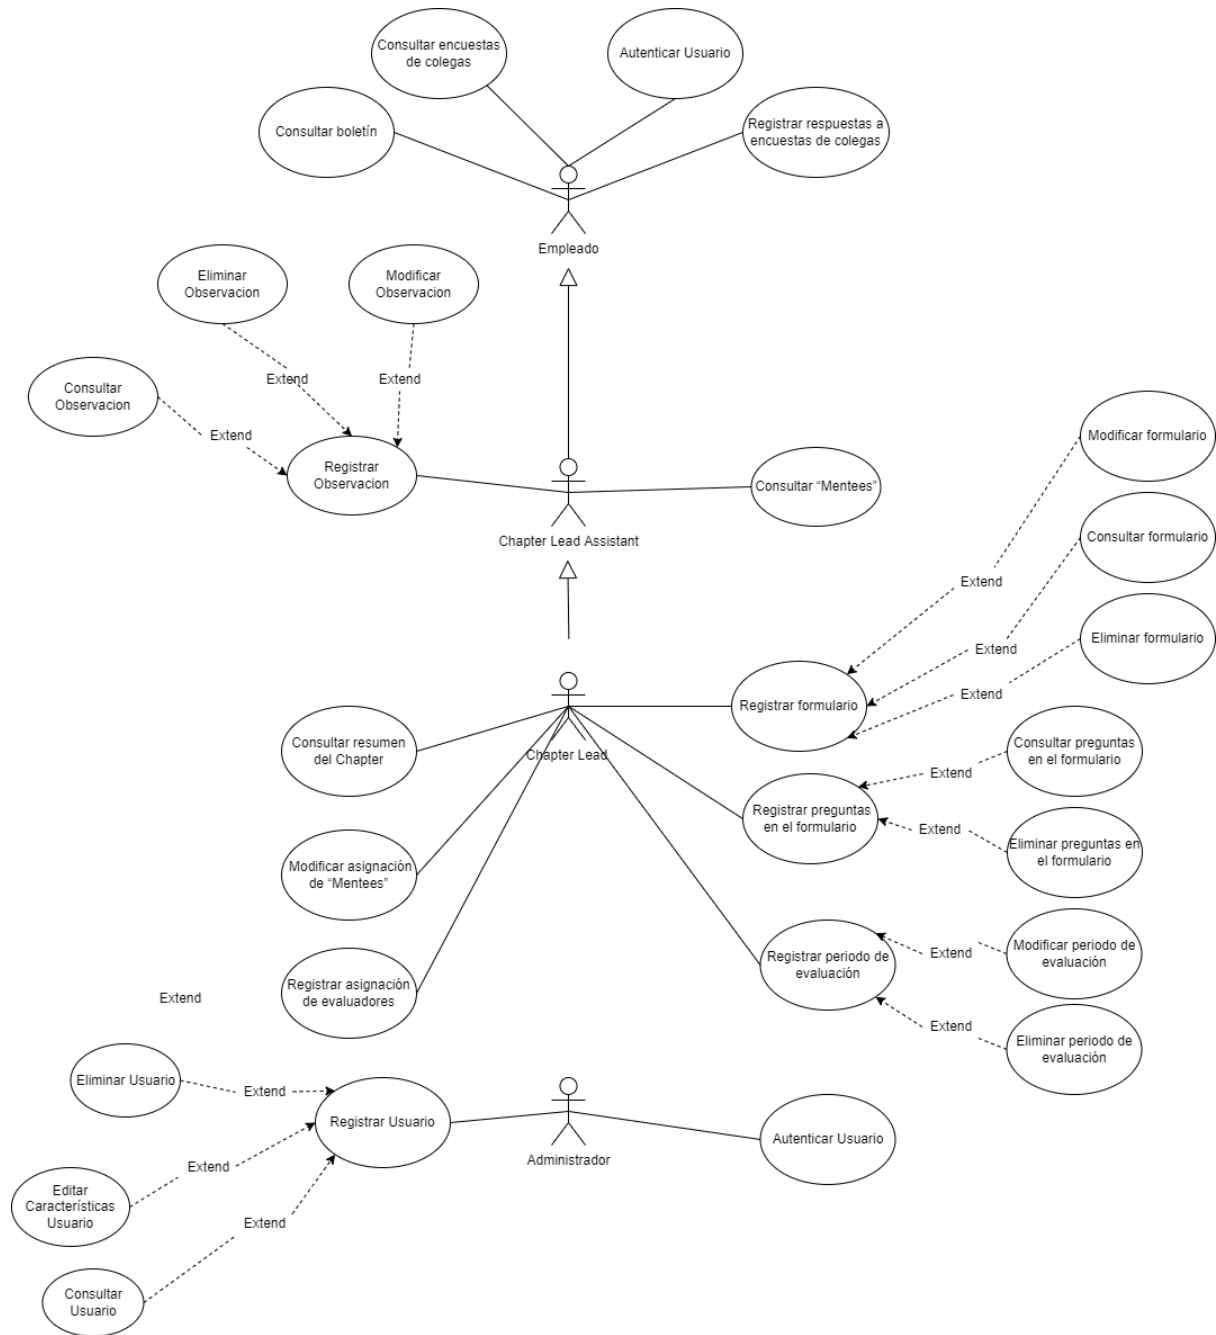 Consultar encuestas
de colegas
Autenticar Usuario
Consultar boletín
Registrar respuestas a
encuestas de colegas
Empleado
Eliminar
Observacion
Modificar
Observacion
Extend
Extend
Consultar
Observacion
Extend
Registrar
Observacion
Consultar “Mentees”
Chapter Lead Assistant
Modificar formulario
Consultar formulario
Extend
Eliminar formulario
Extend
Extend
Registrar formulario
Consultar resumen
del Chapter
Chapter Lead
Consultar preguntas
en el formulario
Extend
Registrar preguntas
en el formulario
Extend
Eliminar preguntas en
el formulario
Modificar asignación
de “Mentees”
Registrar periodo de
evaluación
Extend
Modificar periodo de
evaluación
Registrar asignación
de evaluadores
Extend
Extend
Eliminar periodo de
evaluación
Eliminar Usuario
Extend
Registrar Usuario
Administrador
Autenticar Usuario
Extend
Editar
Características
Usuario
Extend
Consultar
Usuario